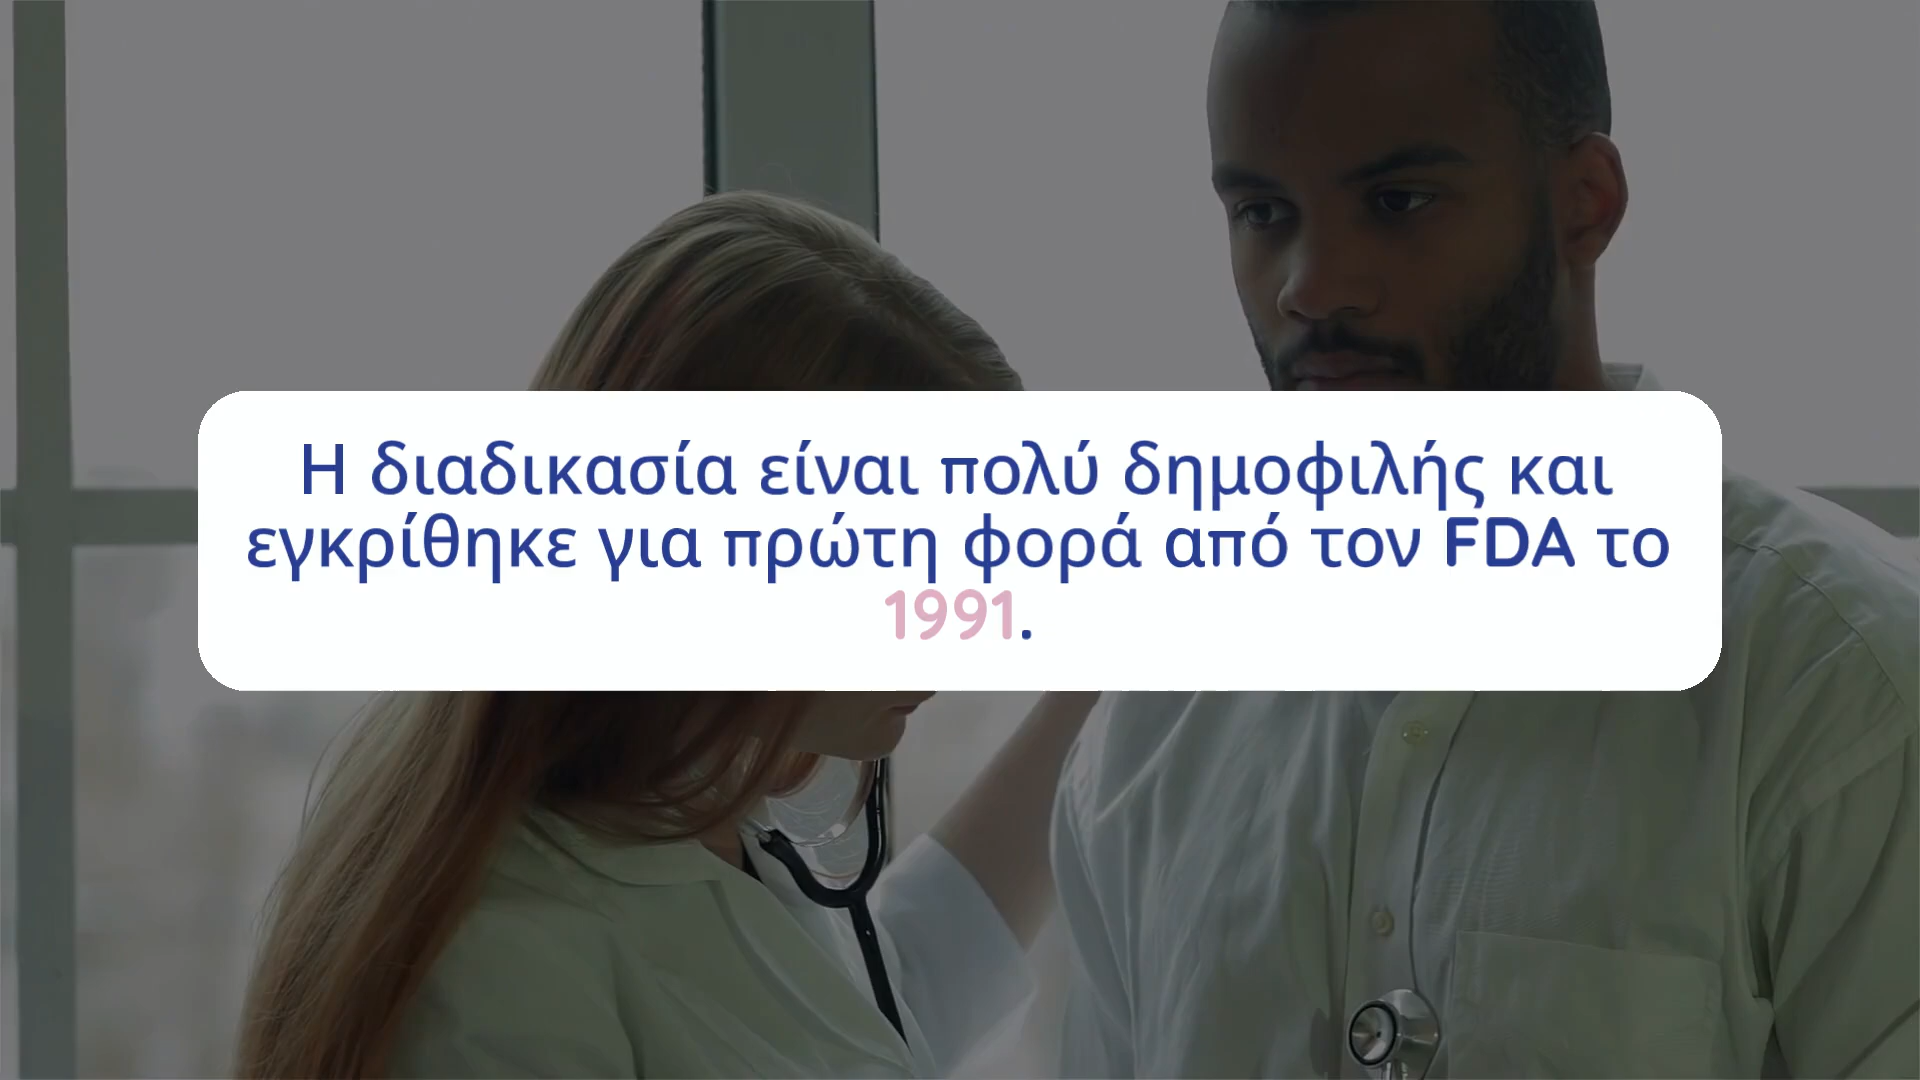 Η διαδικασία είναι πολύ δημοφιλής και
εγκρίθηκε για πρώτη φορά από τον FDA το
1991.